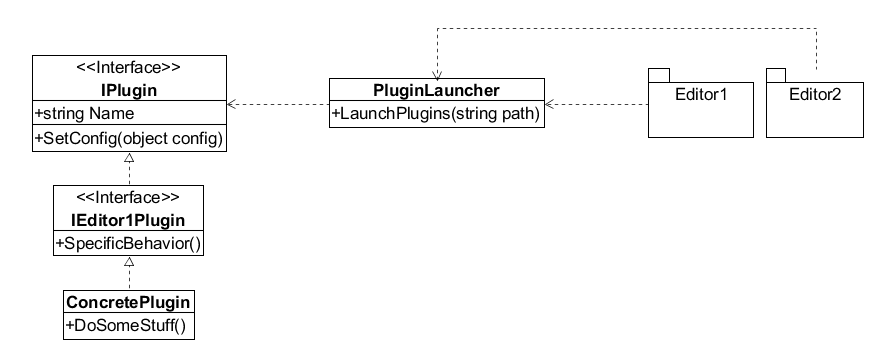 <<Interface>>
IPlugin
+string Name
+SetConfig(object config)
PluginLauncher
+LaunchPlugins(string path)
Editor1
Editor2
<<Interface>>
IEditor1Plugin
+SpecificBehavior()
ConcretePlugin
+DoSomeStuff()